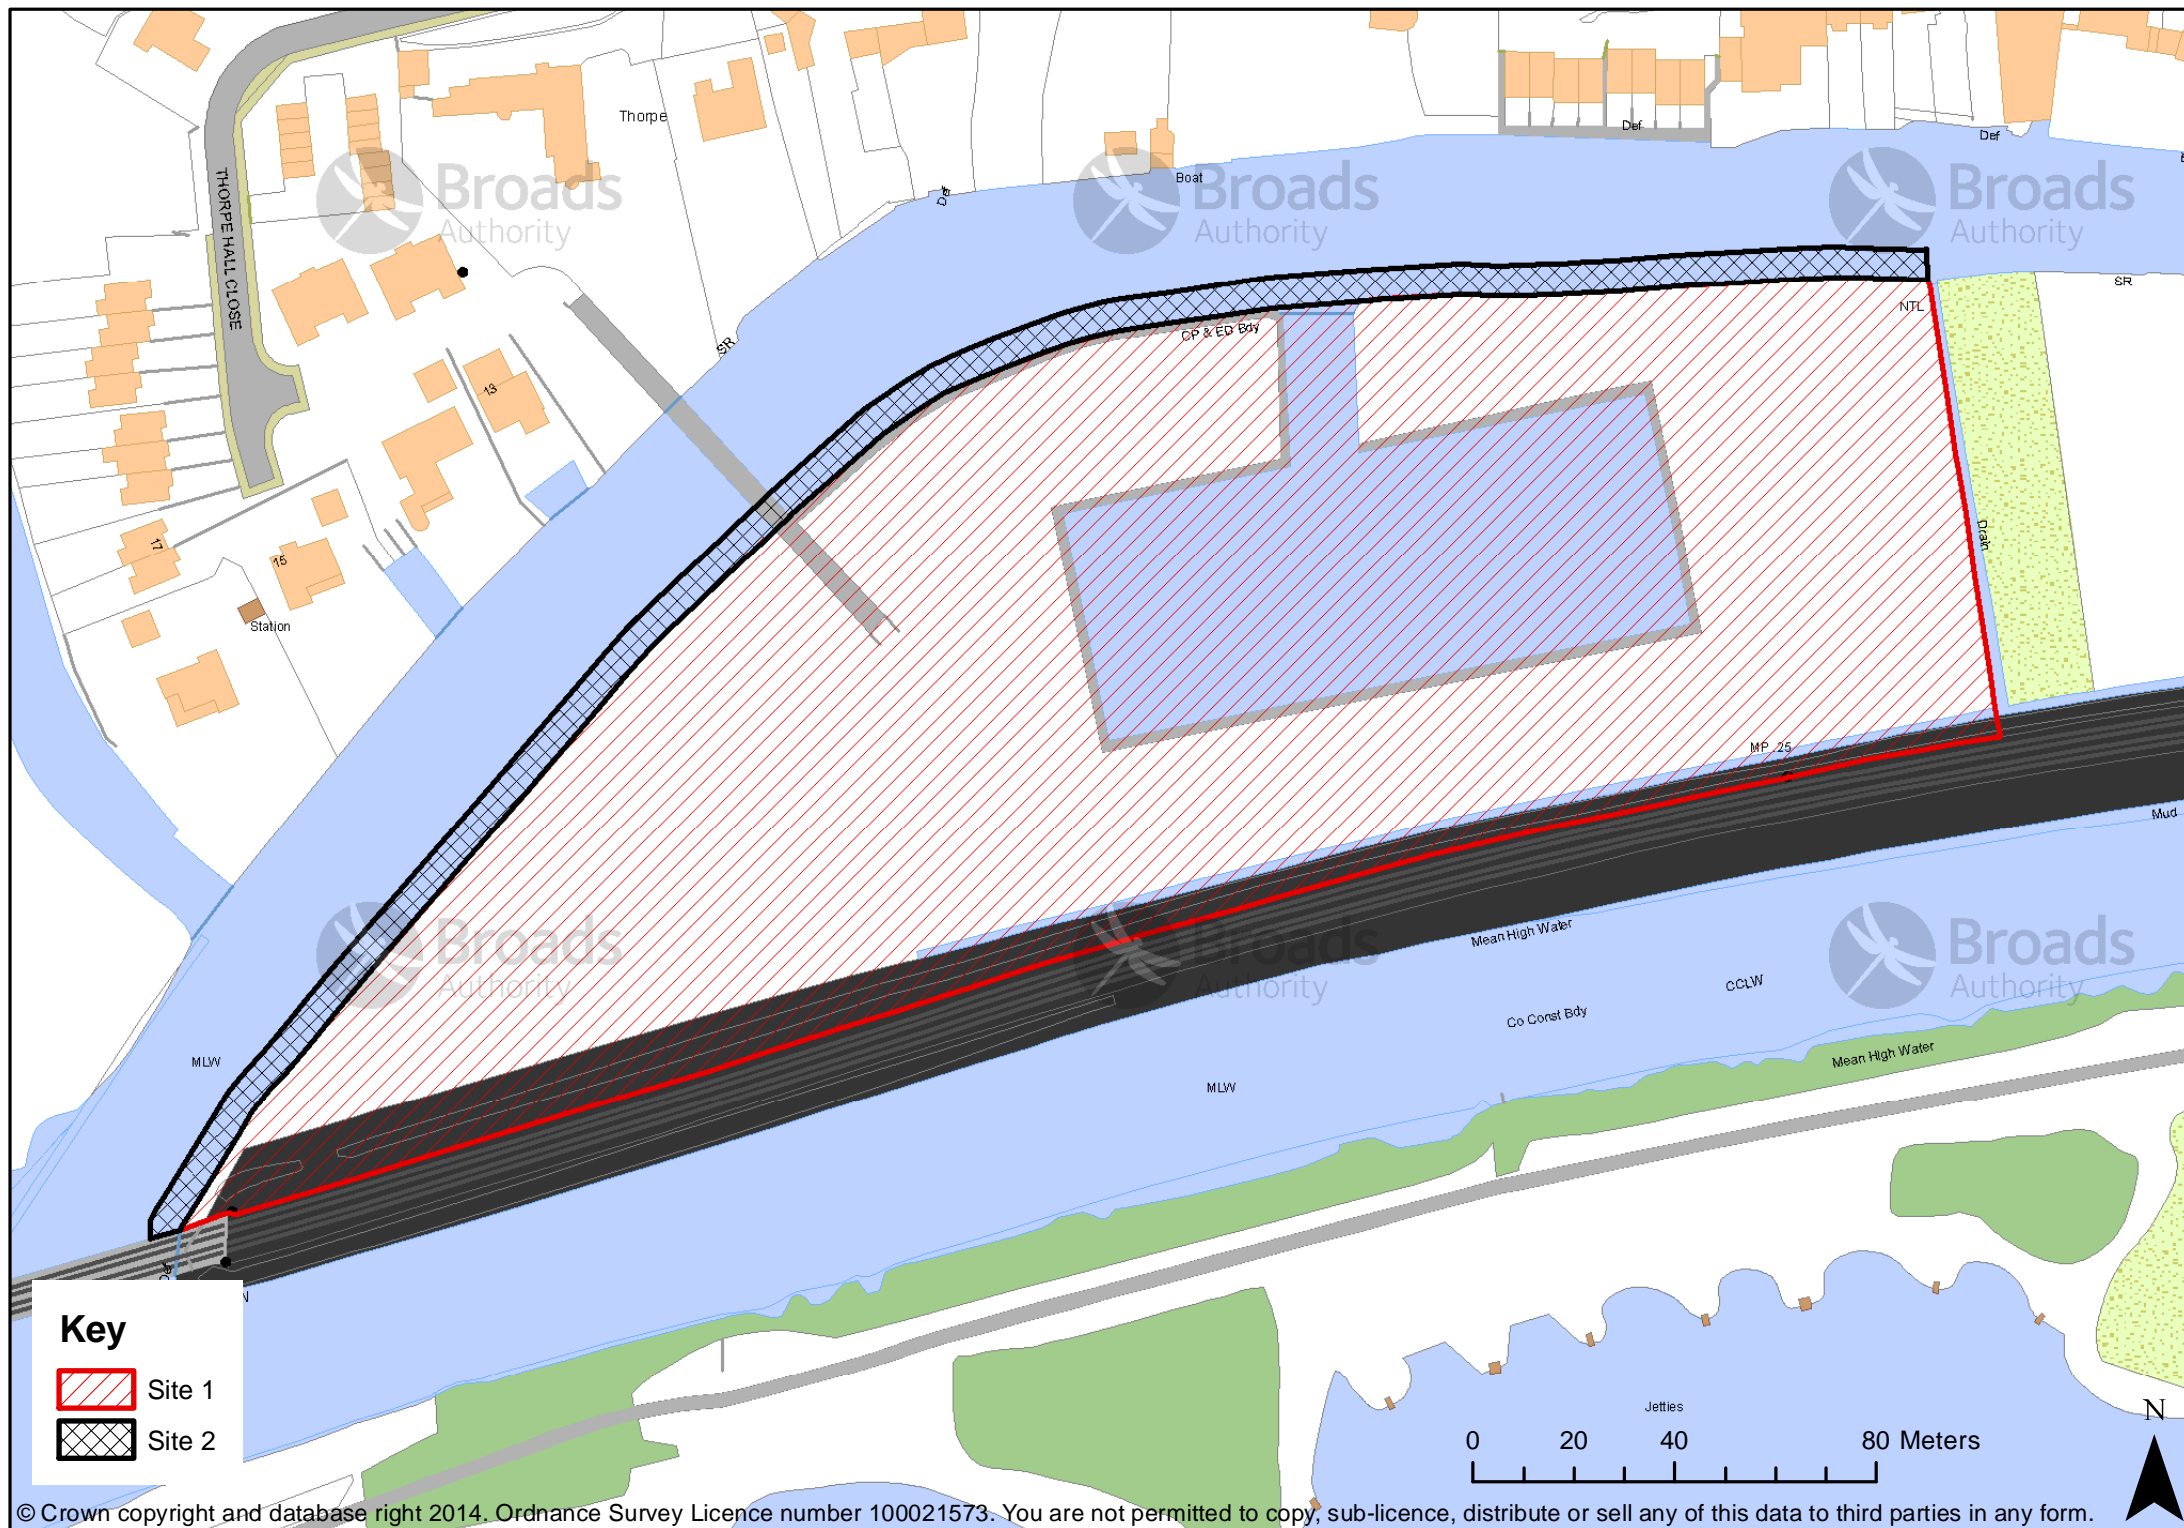 Thorpe
Def
Def
Boat
Def
Broads
Authority
Broads
Authority
Broads
Authority
THORPE HALL CLOSE
SR
NTL
CP & ED Bdy
SR
13
Drain
17
15
Station
MP .25
Mud
Mean High Water
Broads
Authority
Broads
Authority
Broads
Authority
CCLW
Co Const Bdy
Mean High Water
MLW
MLW
Key
Site 1
Site 2
Jetties
N
0 20 40 80 Meters
© Crown copyright and database right 2014. Ordnance Survey Licence number 100021573. You are not permitted to copy, sub-licence, distribute or sell any of this data to third parties in any form.